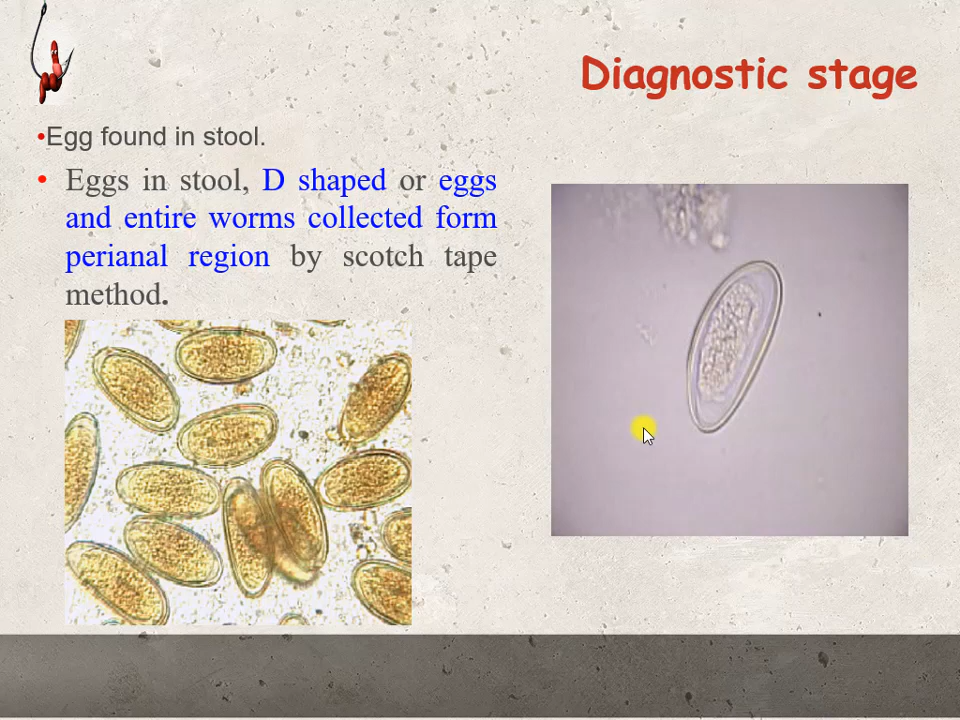 Diagnostic stage
•Egg found in stool.
• Eggs in stool, D shaped or eggs
and entire worms collected form
perianal region by scotch tape
method.